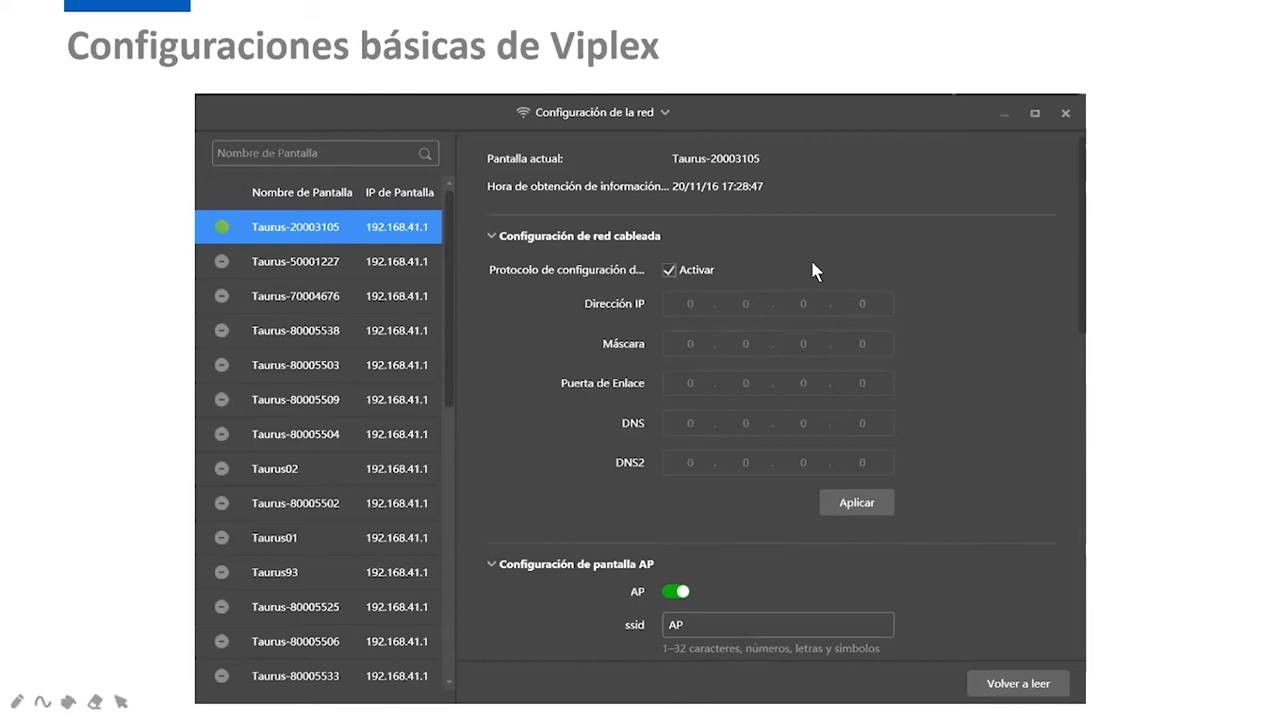 Configuraciones básicas de Viplex
Configuración de la red
Nombre de Pantalla
Nombre de Pantalla IP de Pantalla
Taurus-20003105 192.168.41.1
Taurus-50001227 192.168.41.1
Taurus-70004676 192.168.41.1
Taurus-80005538 192.168.41.1
Taurus-80005503 192.168.41.1
Taurus-80005509 192.168.41.1
Taurus-80005504 192.168.41.1
Taurus02 192.168.41.1
Taurus-80005502 192.168.41.1
Taurus01 192.168.41.1
Taurus93 192.168.41.1
Taurus-80005525 192.168.41.1
Taurus-80005506 192.168.41.1
Taurus-80005533 192.168.41.1
Pantalla actual: Taurus-20003105
Hora de obtención de información... 20/11/16 17:28:47
Configuración de red cableada
Protocolo de configuración d... Activar
Dirección IP 0 . 0 . 0 . 0
Máscara 0 . 0 . 0 . 0
Puerta de Enlace 0 . 0 . 0 . 0
DNS 0 . 0 . 0 . 0
DNS2 0 . 0 . 0 . 0
Aplicar
Configuración de pantalla AP
AP
ssid AP
1–32 caracteres, números, letras y símbolos
Volver a leer